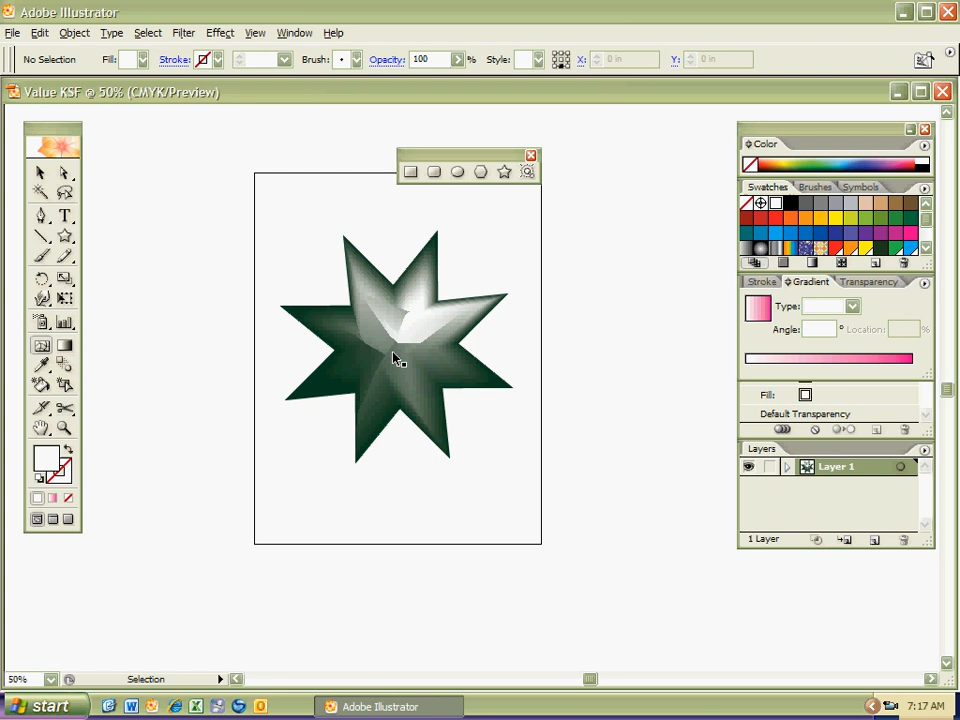 Adobe Illustrator
File Edit Object Type Select Filter Effect View Window Help
No Selection Fill: Stroke: Brush: Opacity: 100 % Style: X: 0 in Y: 0 in
Value KSF @ 50% (CMYK/Preview)
Color
Swatches Brushes Symbols
Stroke Gradient Transparency
Type:
Angle: ° Location: %
Fill:
Default Transparency
Layers
Layer 1
1 Layer
50% Selection
start Adobe Illustrator 7:17 AM